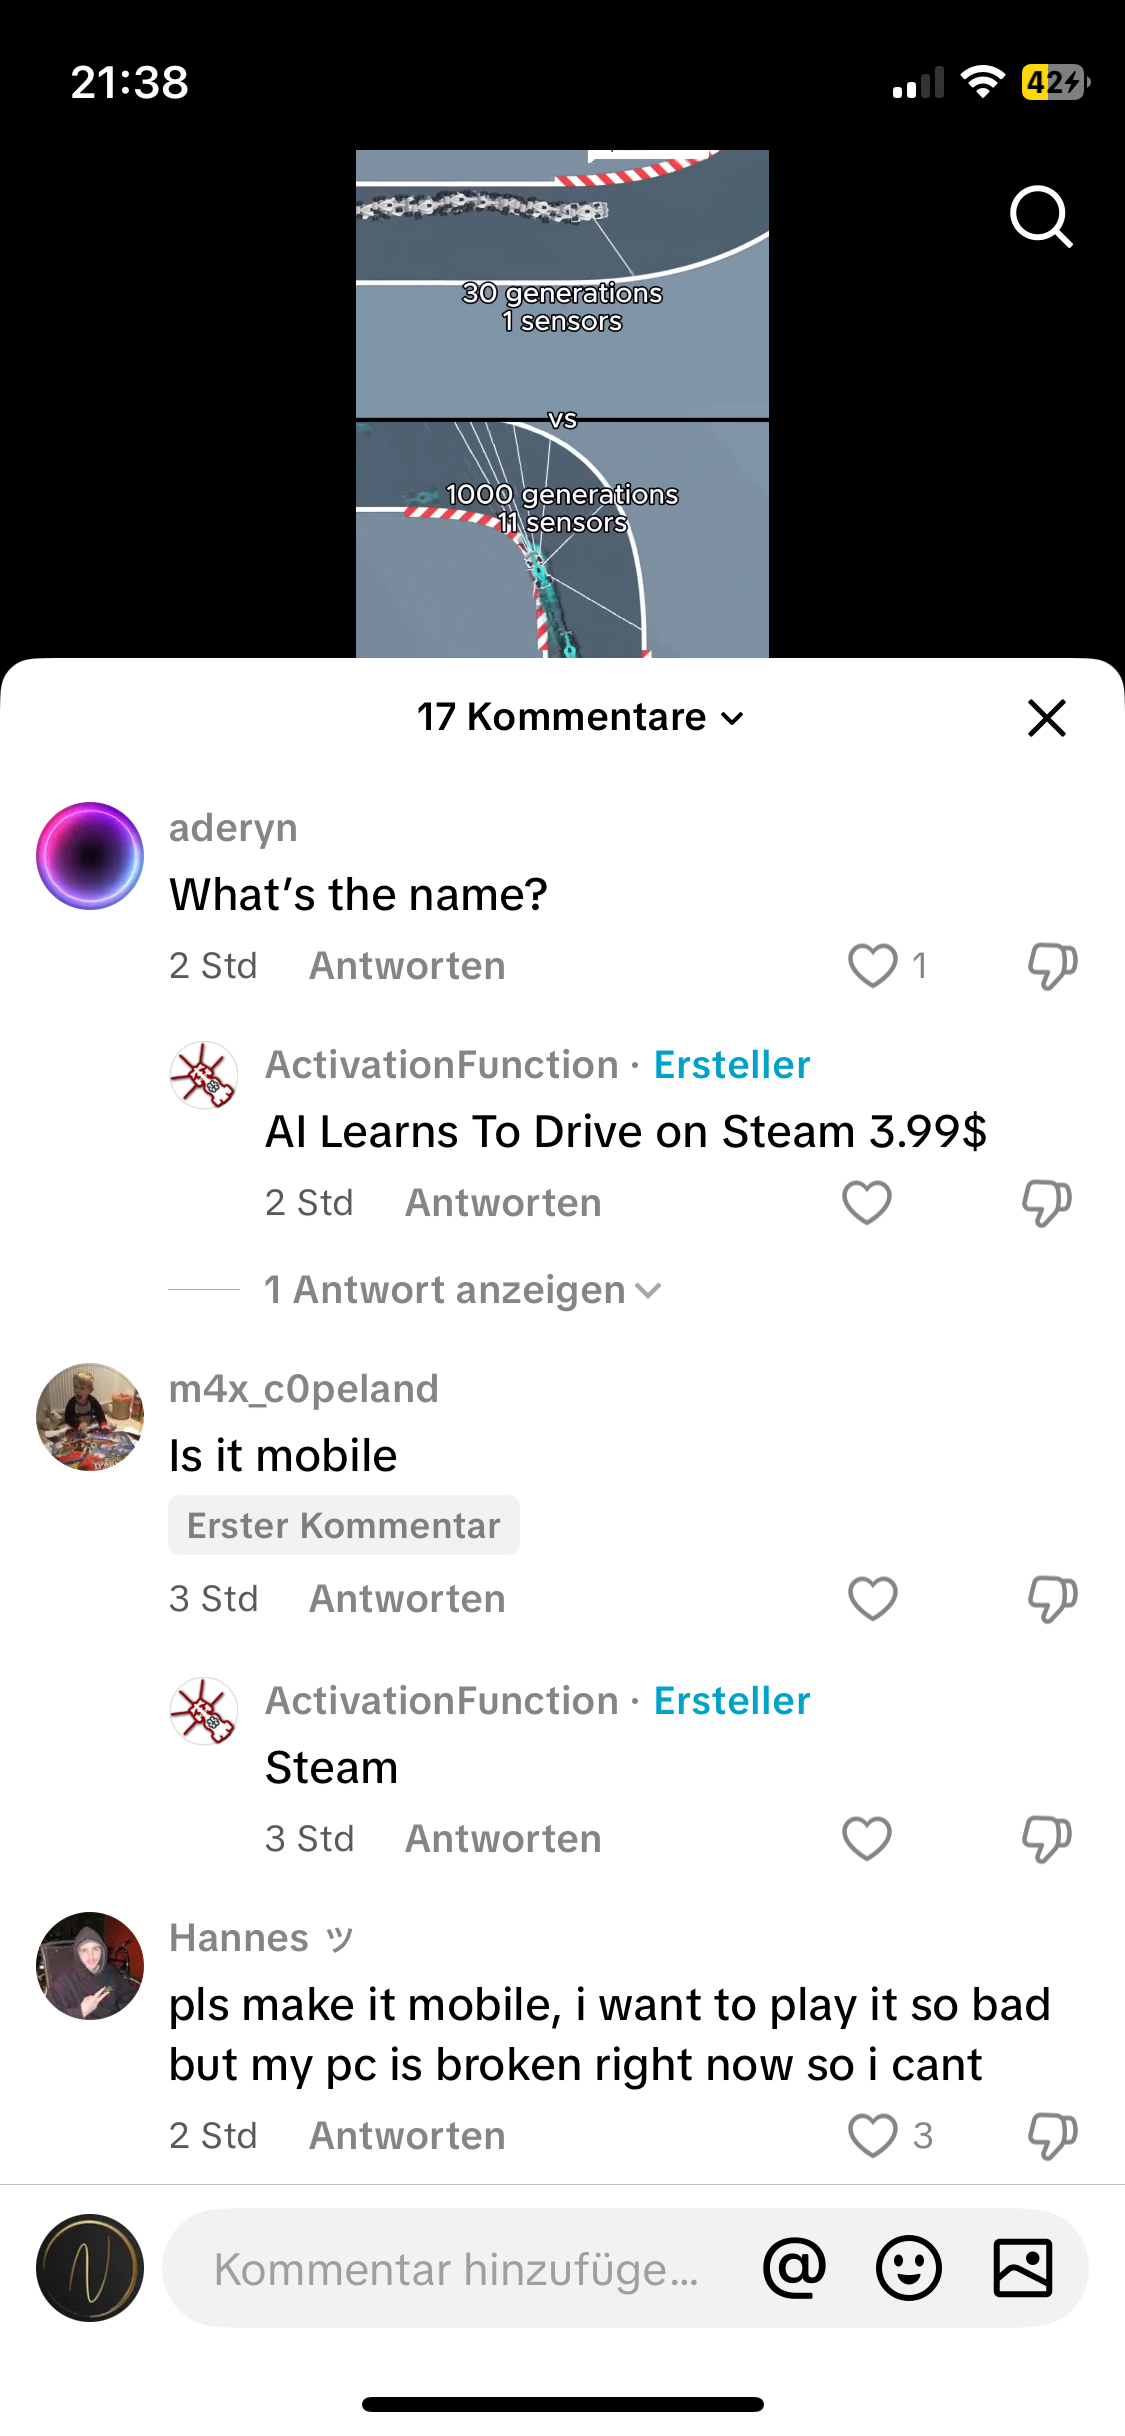 21:38
42
30 generations
1 sensors
vs
1000 generations
11 sensors
17 Kommentare
aderyn
What's the name?
2 Std Antworten 1
ActivationFunction · Ersteller
AI Learns To Drive on Steam 3.99$
2 Std Antworten
1 Antwort anzeigen
m4x_c0peland
Is it mobile
Erster Kommentar
3 Std Antworten
ActivationFunction · Ersteller
Steam
3 Std Antworten
Hannes ツ
pls make it mobile, i want to play it so bad
but my pc is broken right now so i cant
2 Std Antworten 3
N
Kommentar hinzufüge...